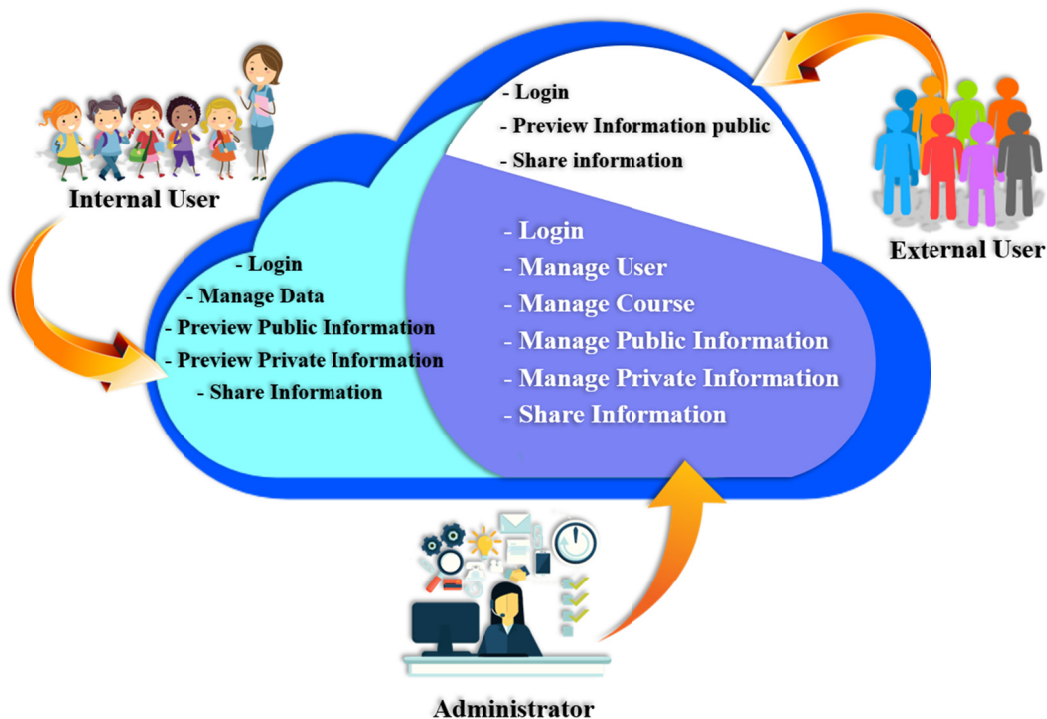 - Login
- Preview Information public
- Share information
Internal User
External User
- Login
- Manage Data
- Preview Public Information
- Preview Private Information
- Share Information
- Login
- Manage User
- Manage Course
- Manage Public Information
- Manage Private Information
- Share Information
Administrator